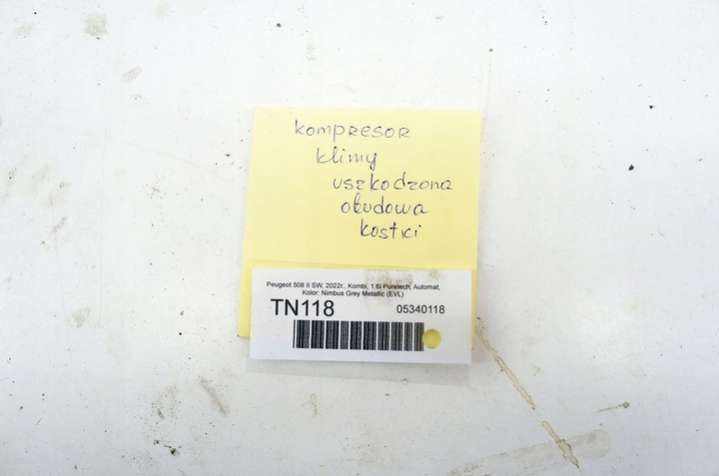 kompresor
klimy
uszkodzona
obudowa
kostki
Peugeot 508 II SW, 2022r., Kombi, 1.6i Puretech, Automat,
Kolor: Nimbus Grey Metallic (EVL)
TN118
05340118